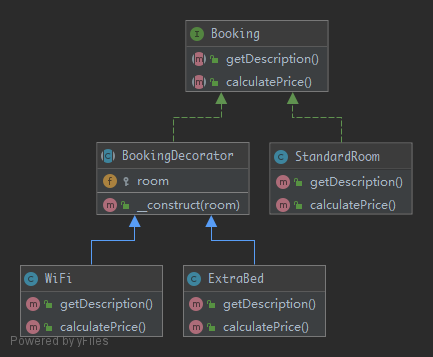 I Booking
m getDescription()
m calculatePrice()
C BookingDecorator
f room
m __construct(room)
C StandardRoom
m getDescription()
m calculatePrice()
C WiFi
m getDescription()
m calculatePrice()
C ExtraBed
m getDescription()
m calculatePrice()
Powered by yFiles